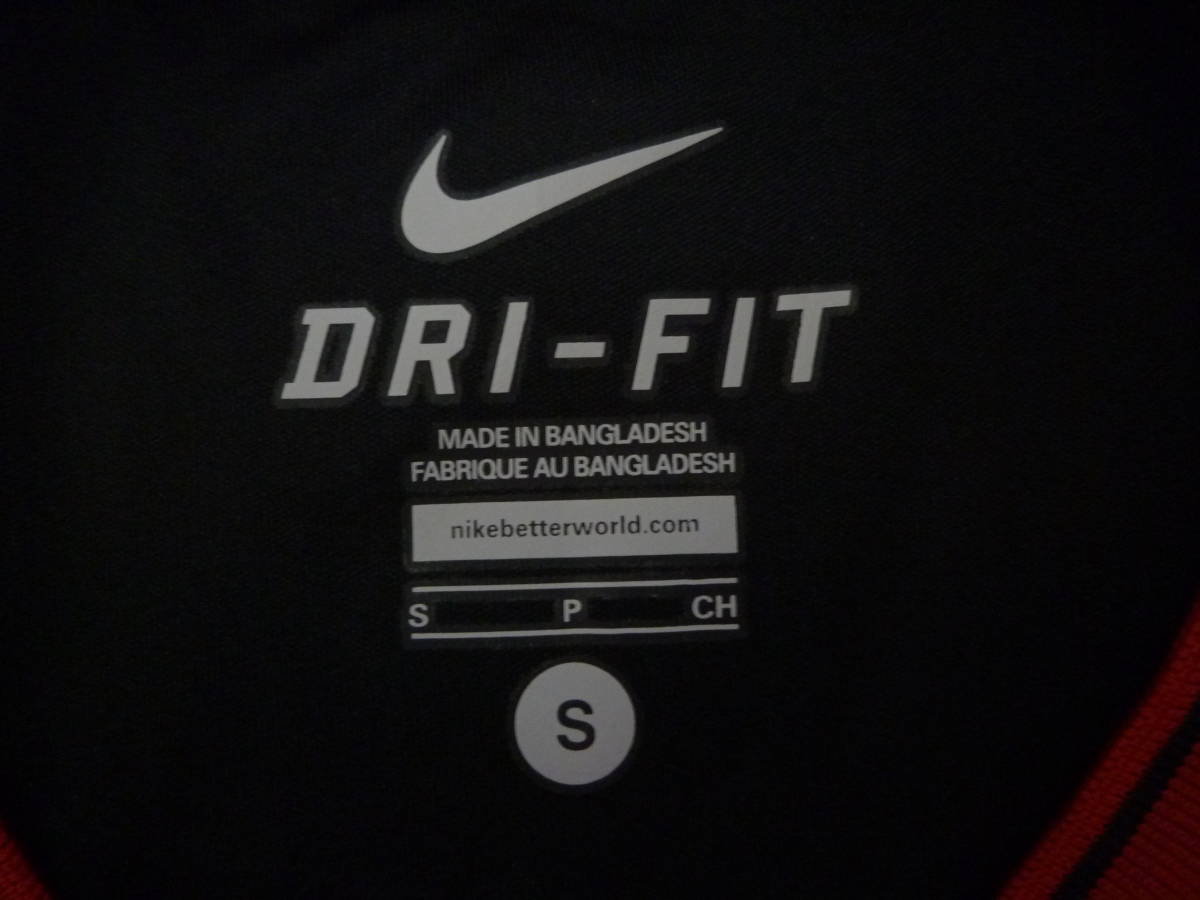 DRI-FIT
MADE IN BANGLADESH
FABRIQUE AU BANGLADESH
nikebetterworld.com
S P CH
S